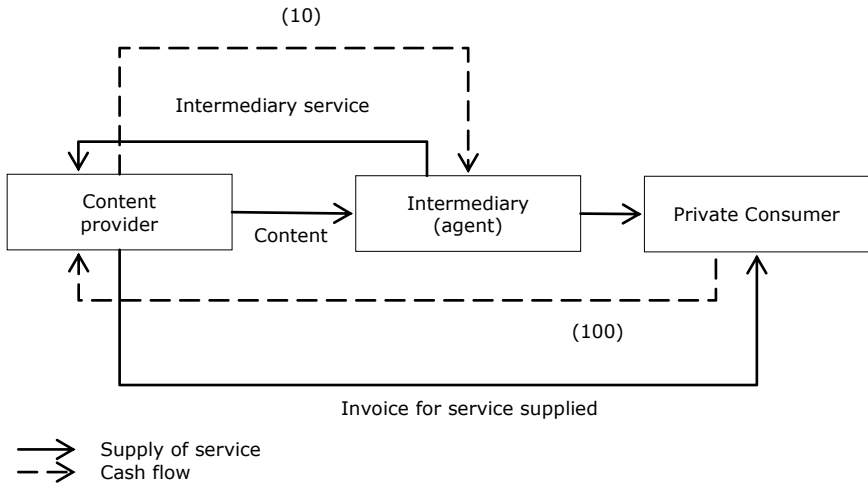 (10)
Intermediary service
Content
provider
Content
Intermediary
(agent)
Private Consumer
(100)
Invoice for service supplied
Supply of service
Cash flow